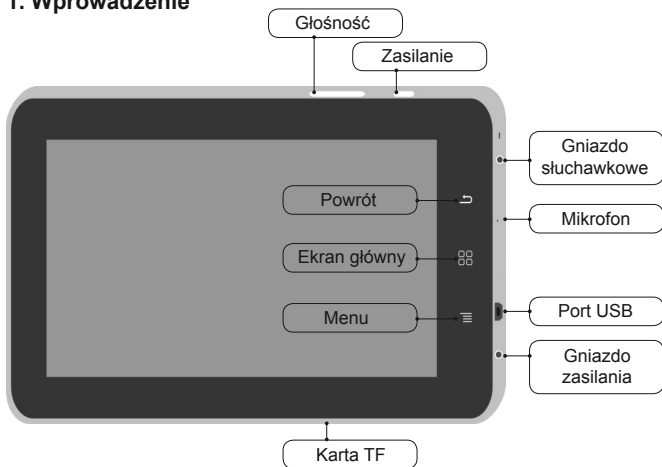 1. Wprowadzenie
Głośność
Zasilanie
Gniazdo
słuchawkowe
Powrót
Mikrofon
Ekran główny
Menu
Port USB
Gniazdo
zasilania
Karta TF